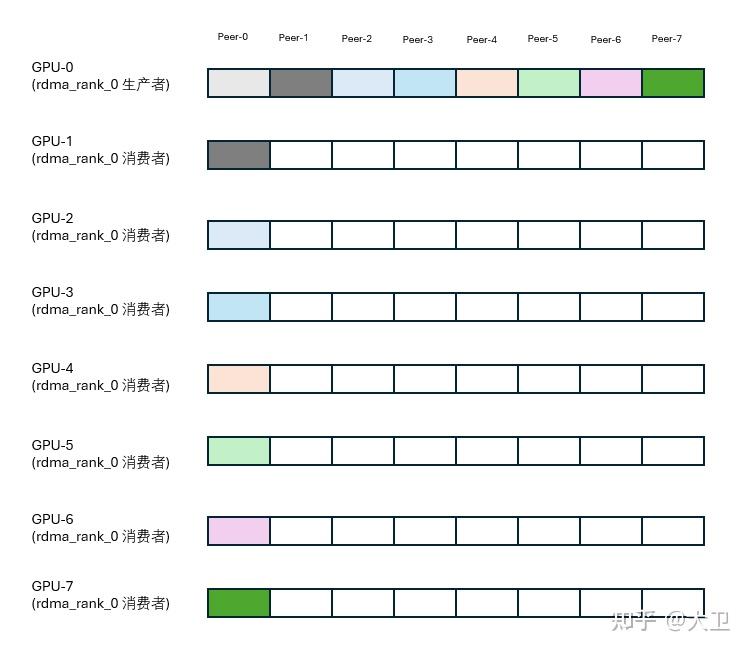 Peer-0 Peer-1 Peer-2 Peer-3 Peer-4 Peer-5 Peer-6 Peer-7
GPU-0
(rdma_rank_0 生产者)
GPU-1
(rdma_rank_0 消费者)
GPU-2
(rdma_rank_0 消费者)
GPU-3
(rdma_rank_0 消费者)
GPU-4
(rdma_rank_0 消费者)
GPU-5
(rdma_rank_0 消费者)
GPU-6
(rdma_rank_0 消费者)
GPU-7
(rdma_rank_0 消费者)
知乎 @大卫